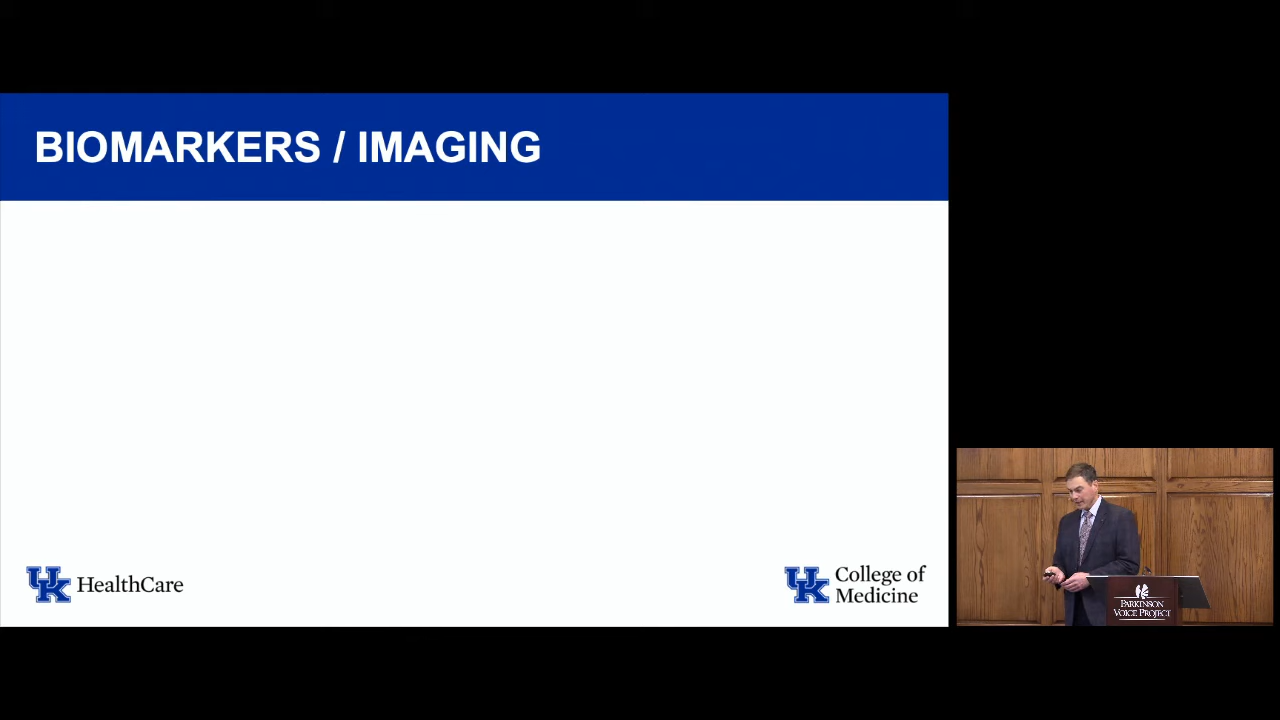 BIOMARKERS / IMAGING
UK HealthCare
UK College of
Medicine
PARKINSON
VOICE PROJECT